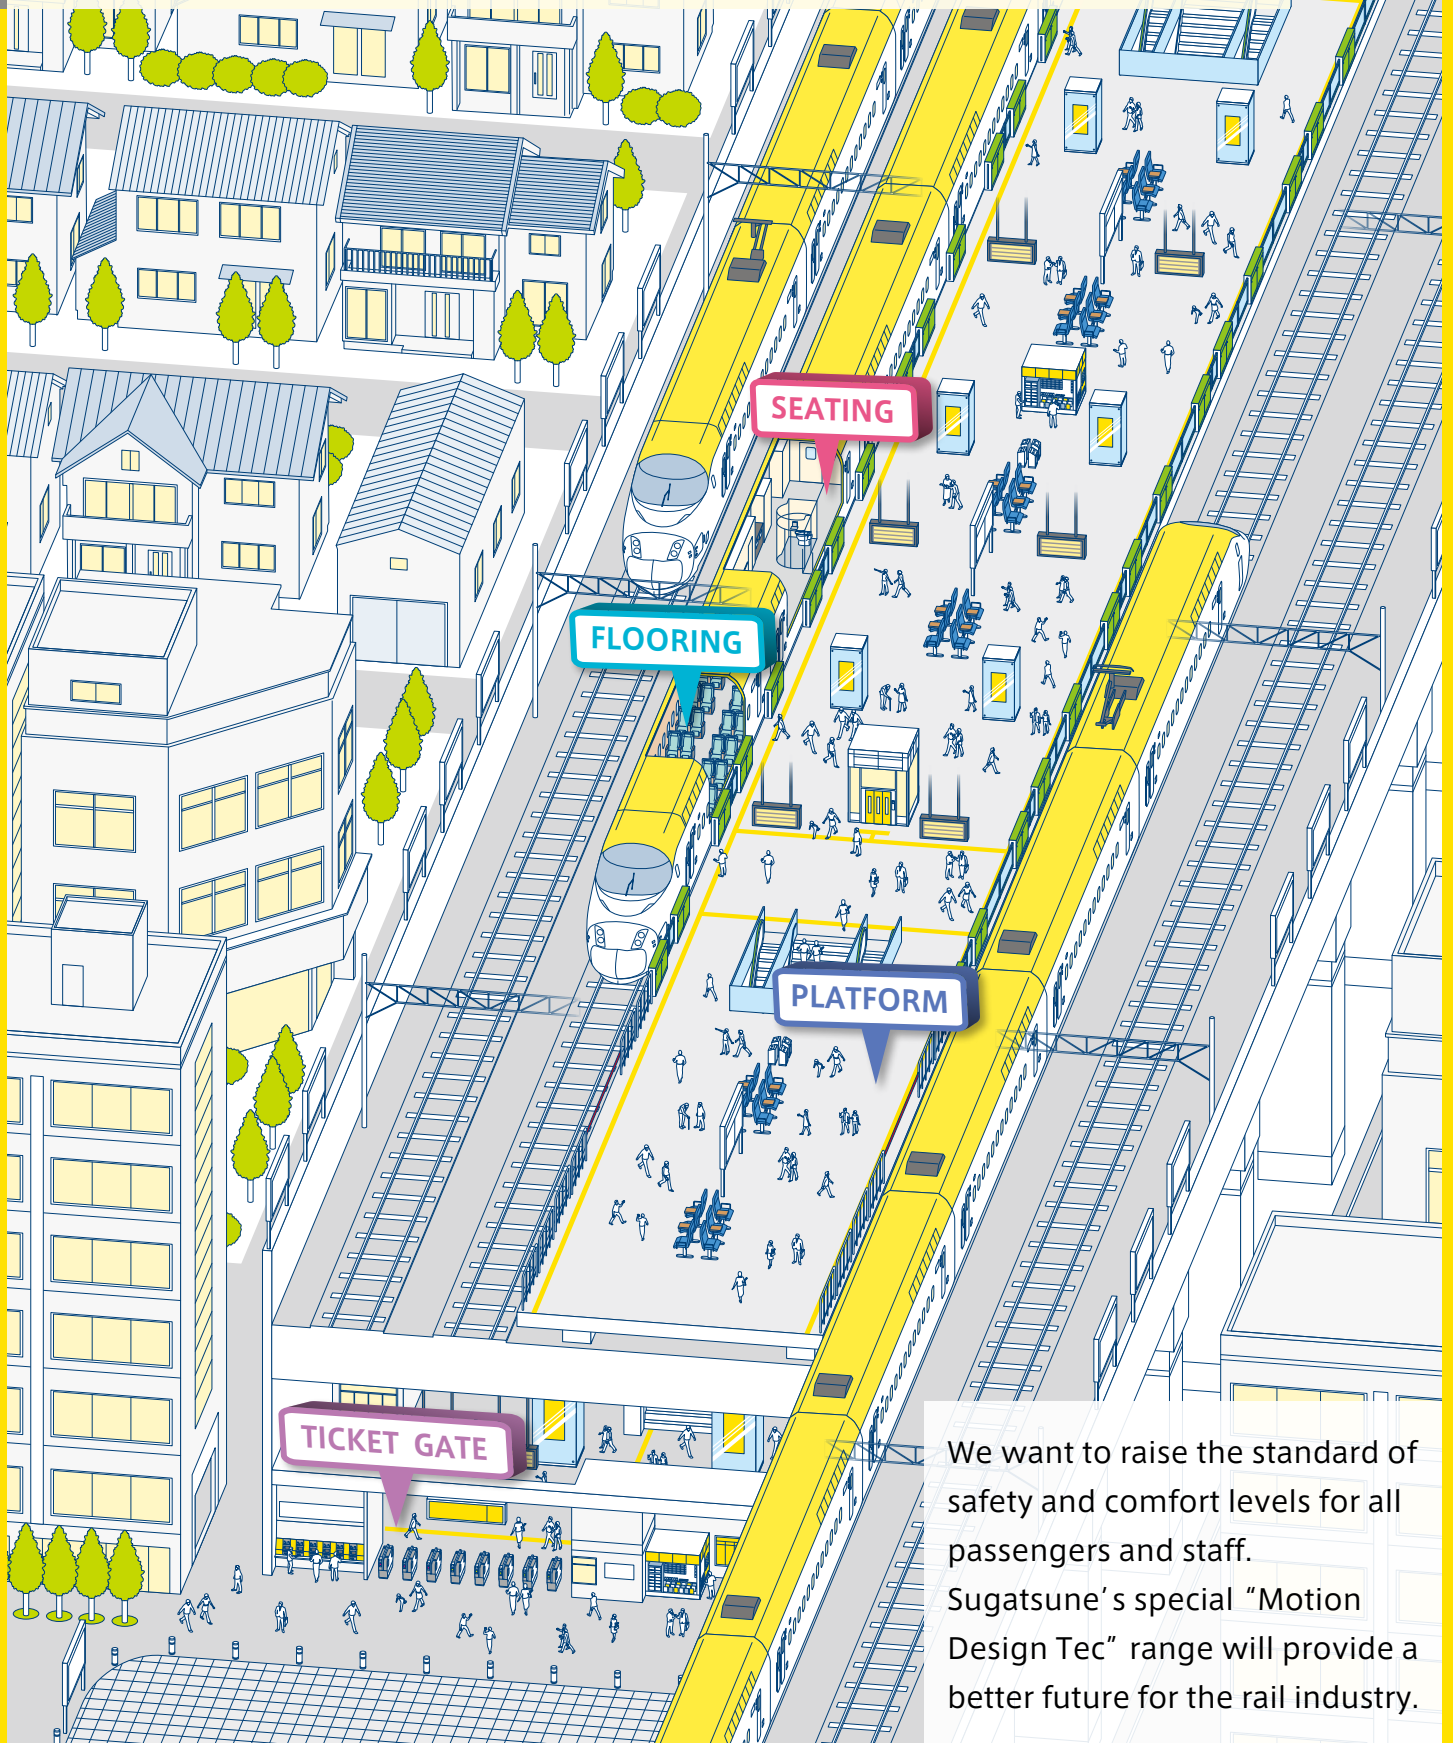 SEATING
FLOORING
PLATFORM
TICKET GATE
We want to raise the standard of
safety and comfort levels for all
passengers and staff.
Sugatsune’s special “Motion
Design Tec” range will provide a
better future for the rail industry.